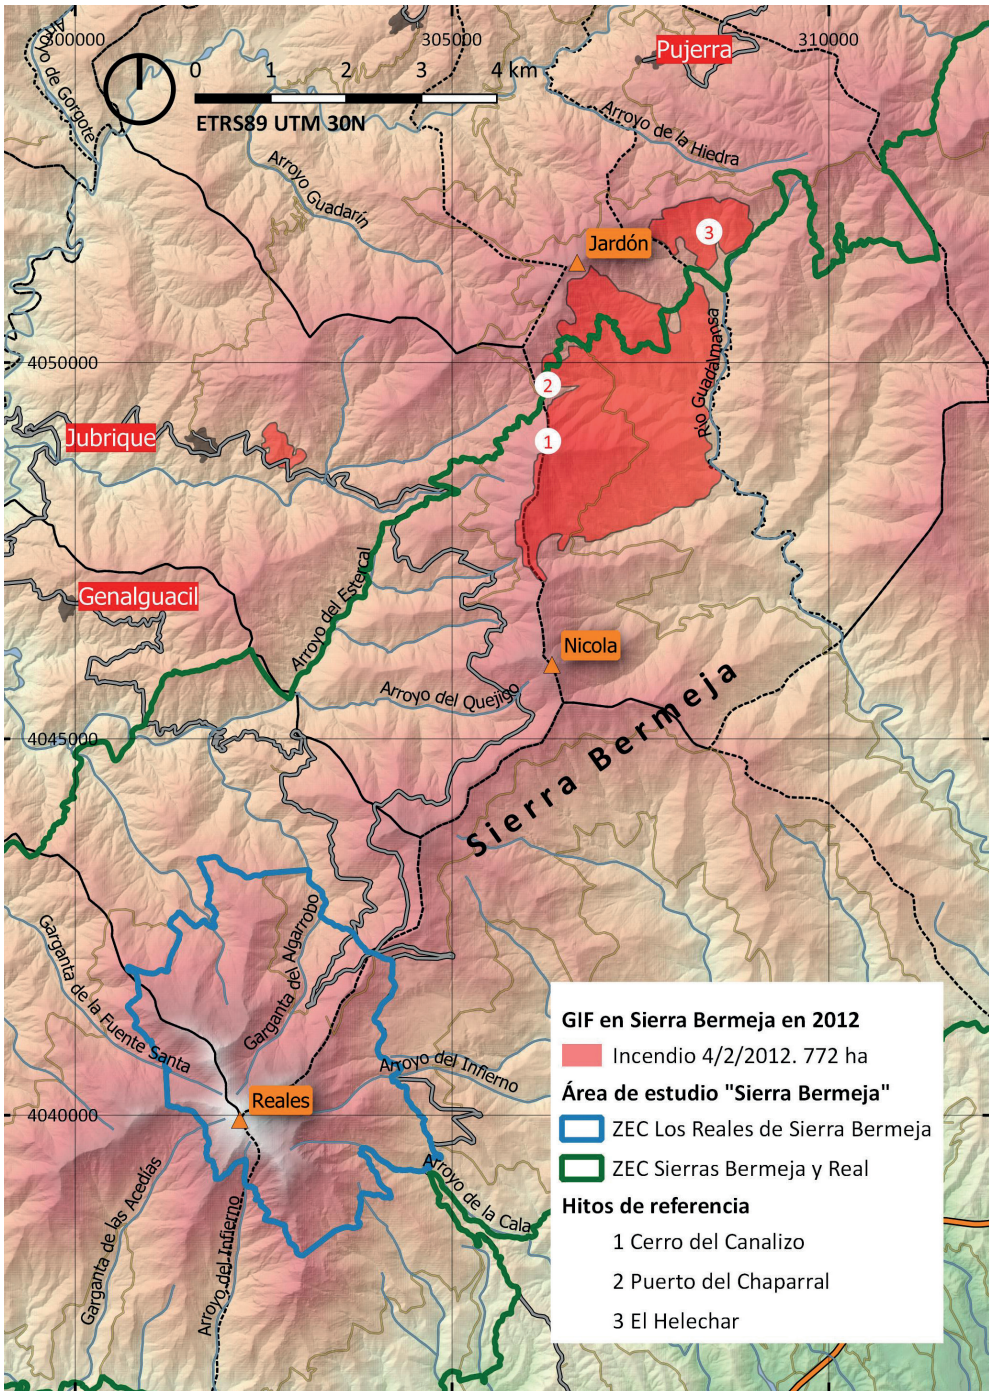 300000
305000
310000
Pujerra
Arroyo de Gorgote
0 1 2 3 4 km
ETRS89 UTM 30N
Arroyo de la Hiedra
Arroyo Guadarín
3
Jardón
Río Guadalmansa
4050000
2
1
Jubrique
Arroyo del Estercal
Genalguacil
Nicola
Arroyo del Quejigo
Sierra Bermeja
4045000
Garganta del Algarrobo
Garganta de la Fuente Santa
Arroyo del Infierno
Reales
4040000
Garganta de las Acedías
Arroyo del Infierno
Arroyo de la Cala
GIF en Sierra Bermeja en 2012
Incendio 4/2/2012. 772 ha
Área de estudio "Sierra Bermeja"
ZEC Los Reales de Sierra Bermeja
ZEC Sierras Bermeja y Real
Hitos de referencia
1 Cerro del Canalizo
2 Puerto del Chaparral
3 El Helechar